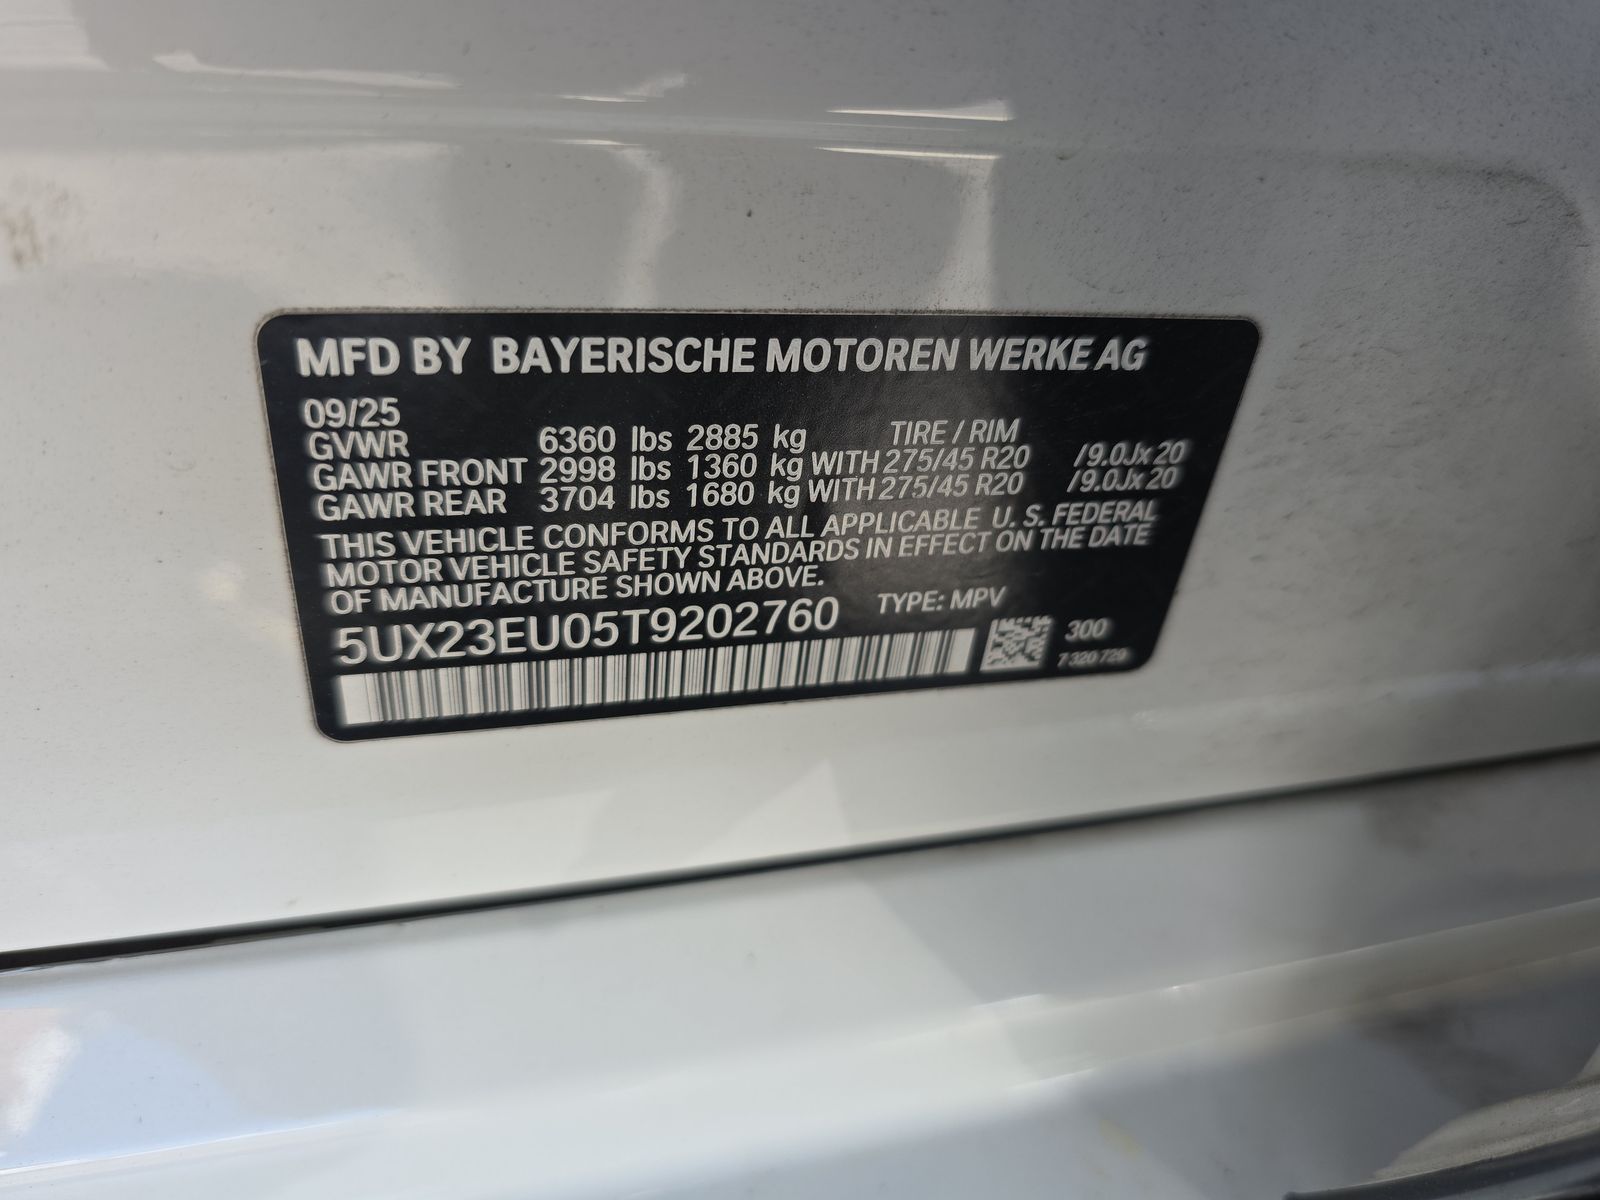 MFD BY BAYERISCHE MOTOREN WERKE AG
09/25
TIRE / RIM
GVWR 6360 lbs 2885 kg
GAWR FRONT 2998 lbs 1360 kg WITH 275/45 R20 /9.0Jx20
GAWR REAR 3704 lbs 1680 kg WITH 275/45 R20 /9.0Jx20
THIS VEHICLE CONFORMS TO ALL APPLICABLE U. S. FEDERAL
MOTOR VEHICLE SAFETY STANDARDS IN EFFECT ON THE DATE
OF MANUFACTURE SHOWN ABOVE.
5UX23EU05T9202760 TYPE: MPV
300
7 320 729